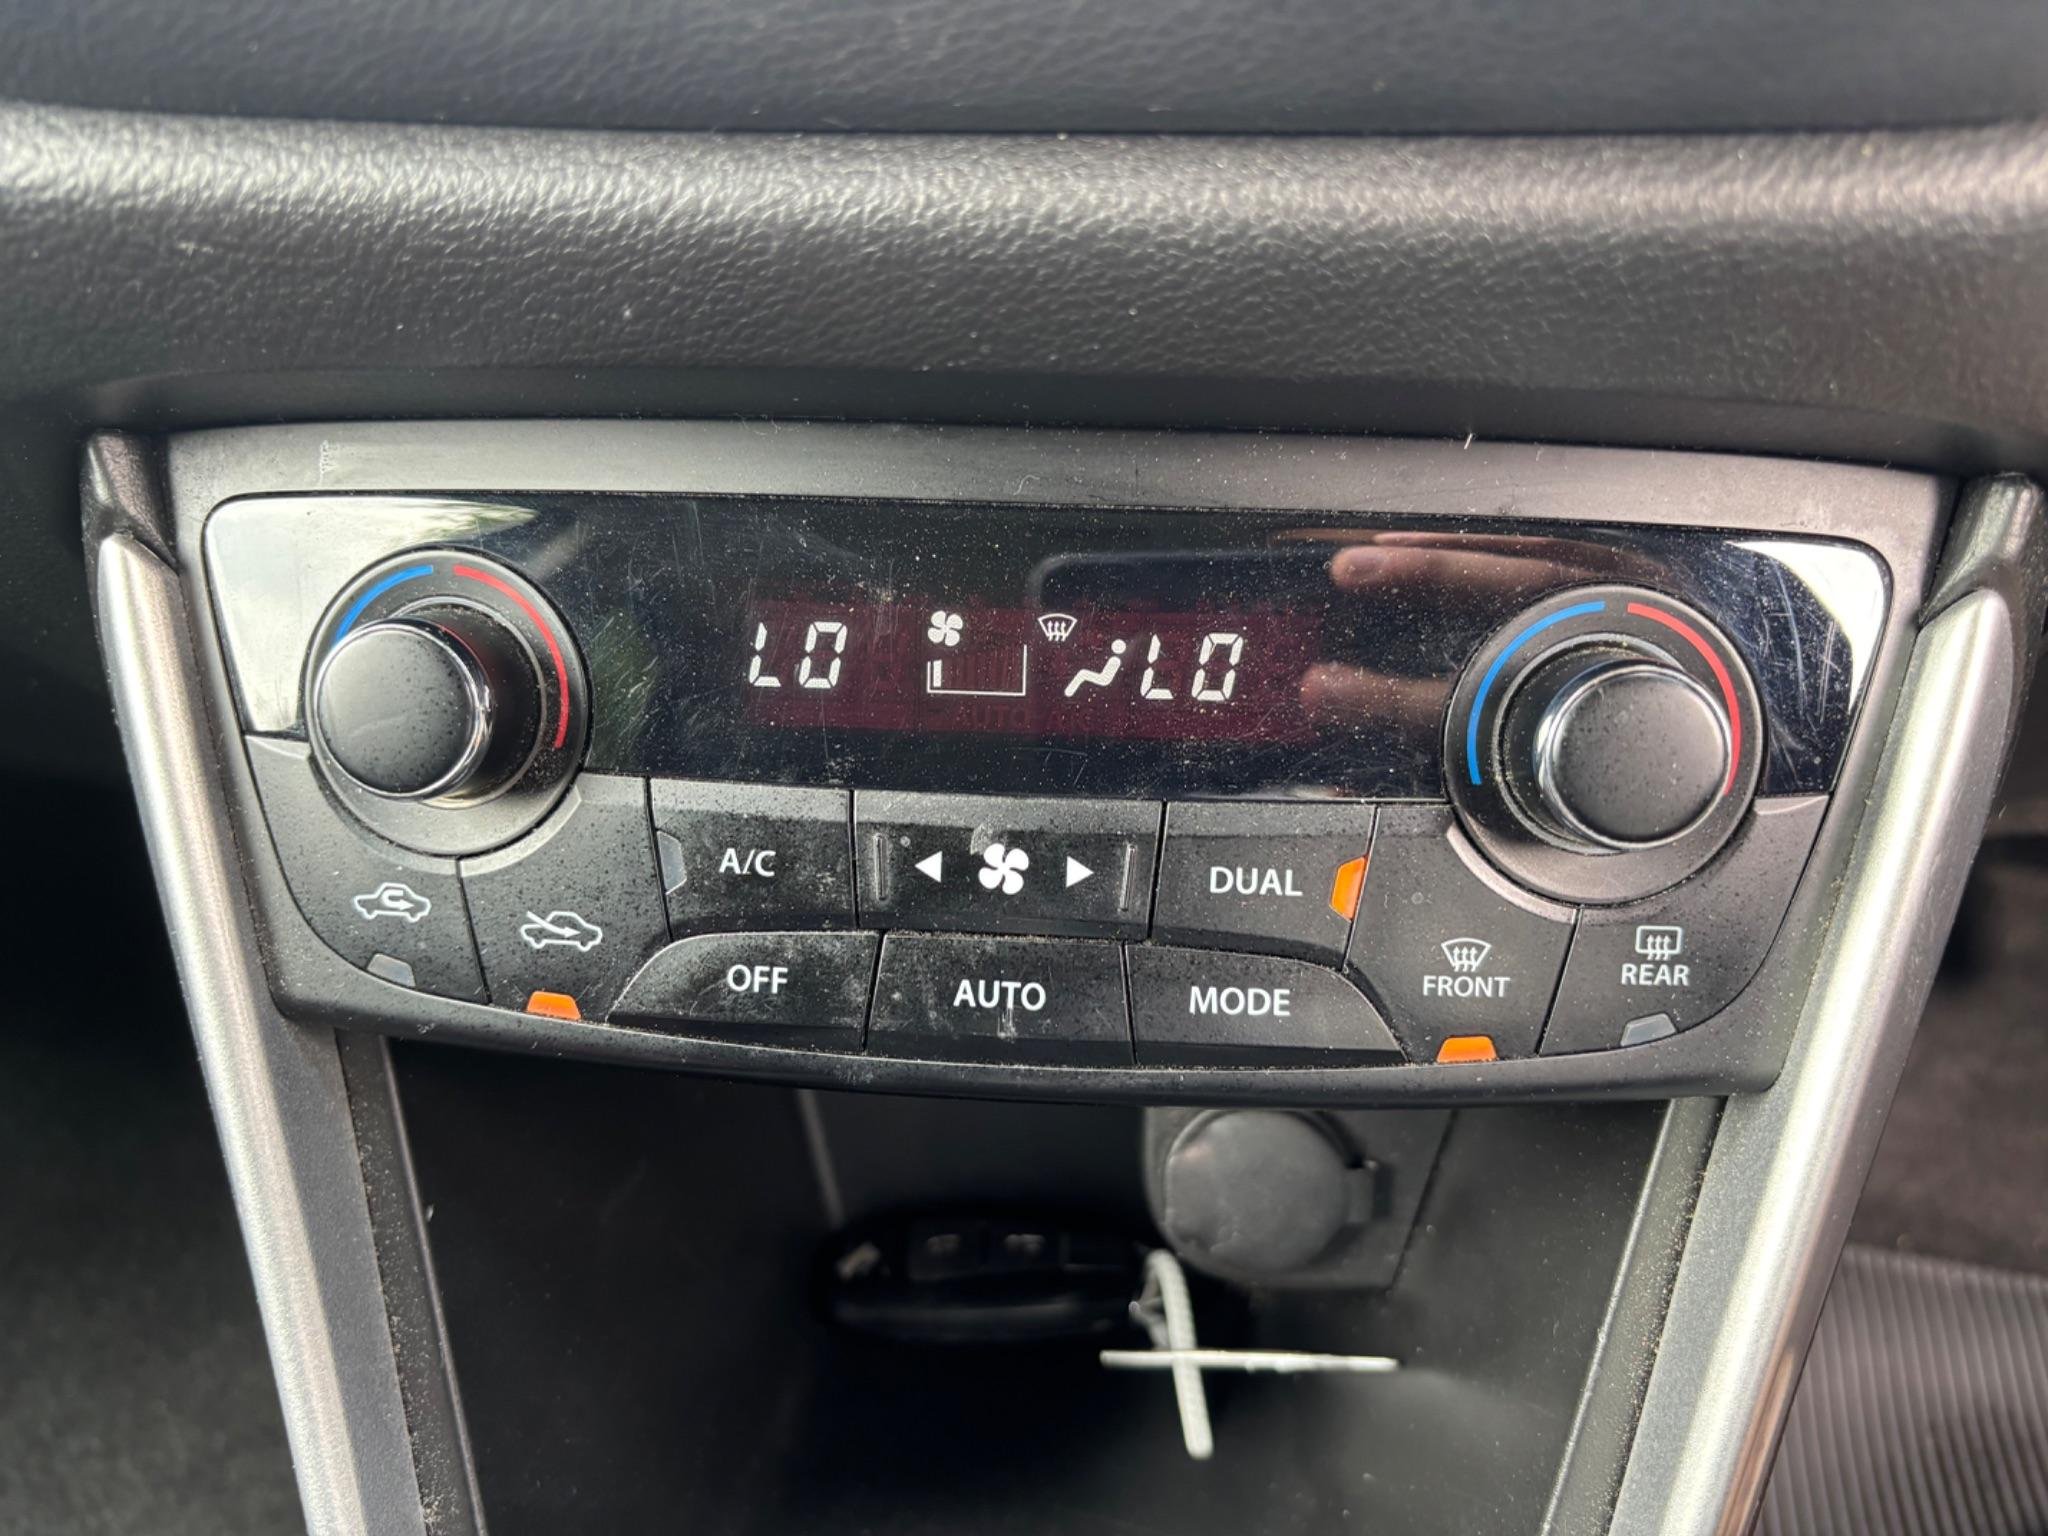 LO LO
A/C DUAL
OFF AUTO MODE FRONT REAR